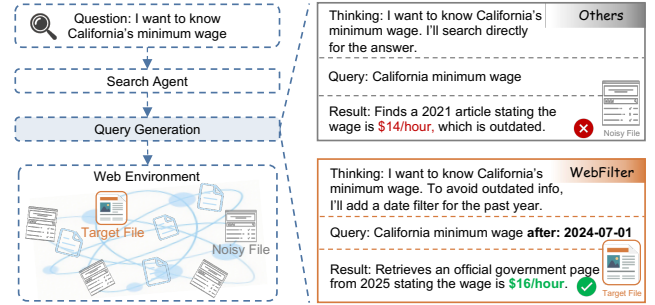 Question: I want to know
California's minimum wage
Search Agent
Query Generation
Web Environment
Target File
Noisy File
Others
Thinking: I want to know California's
minimum wage. I'll search directly
for the answer.
Query: California minimum wage
Result: Finds a 2021 article stating the
wage is $14/hour, which is outdated.
Noisy File
WebFilter
Thinking: I want to know California's
minimum wage. To avoid outdated info,
I'll add a date filter for the past year.
Query: California minimum wage after: 2024-07-01
Result: Retrieves an official government page
from 2025 stating the wage is $16/hour.
Target File